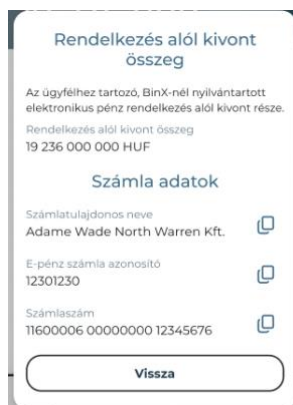 Rendelkezés alól kivont
összeg
Az ügyfélhez tartozó, BinX-nél nyilvántartott
elektronikus pénz rendelkezés alól kivont része.
Rendelkezés alól kivont összeg
19 236 000 000 HUF
Számla adatok
Számlatulajdonos neve
Adame Wade North Warren Kft.
E-pénz számla azonosító
12301230
Számlaszám
11600006 00000000 12345676
Vissza